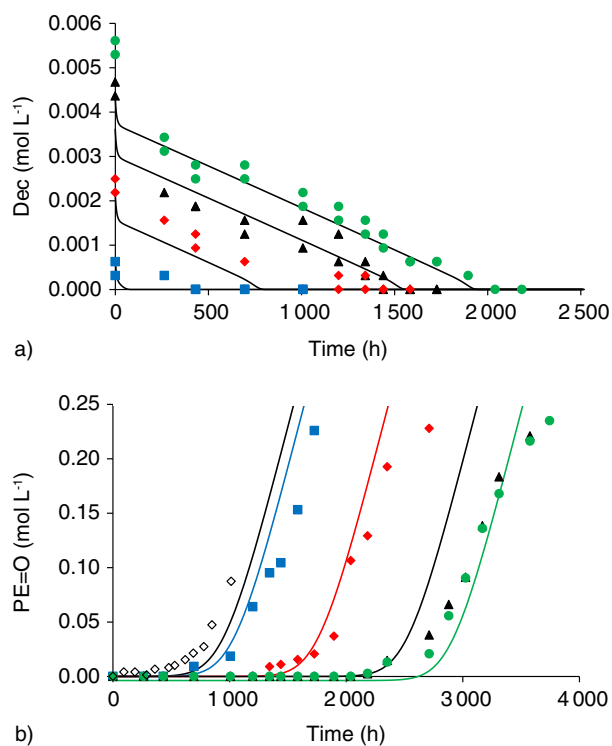 0.006
0.005
0.004
0.003
0.002
0.001
0.000
Dec (mol L-1)
0 500 1 000 1 500 2 000 2 500
Time (h)
a)
0.25
0.20
0.15
0.10
0.05
0.00
PE=O (mol L-1)
0 1 000 2 000 3 000 4 000
Time (h)
b)